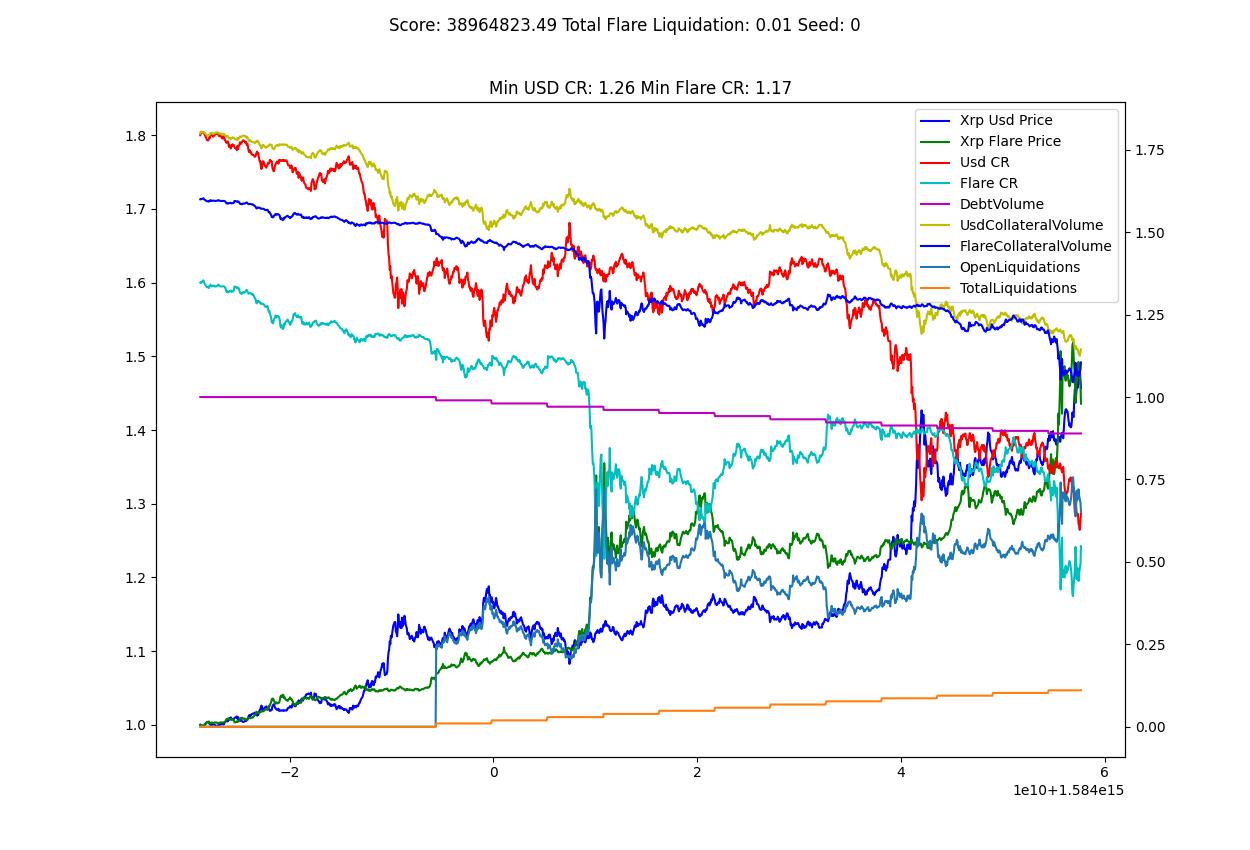 Score: 38964823.49 Total Flare Liquidation: 0.01 Seed: 0
Min USD CR: 1.26 Min Flare CR: 1.17
Xrp Usd Price
Xrp Flare Price
Usd CR
Flare CR
DebtVolume
UsdCollateralVolume
FlareCollateralVolume
OpenLiquidations
TotalLiquidations
1.8
1.7
1.6
1.5
1.4
1.3
1.2
1.1
1.0
1.75
1.50
1.25
1.00
0.75
0.50
0.25
0.00
−2
0
2
4
6
1e10+1.584e15